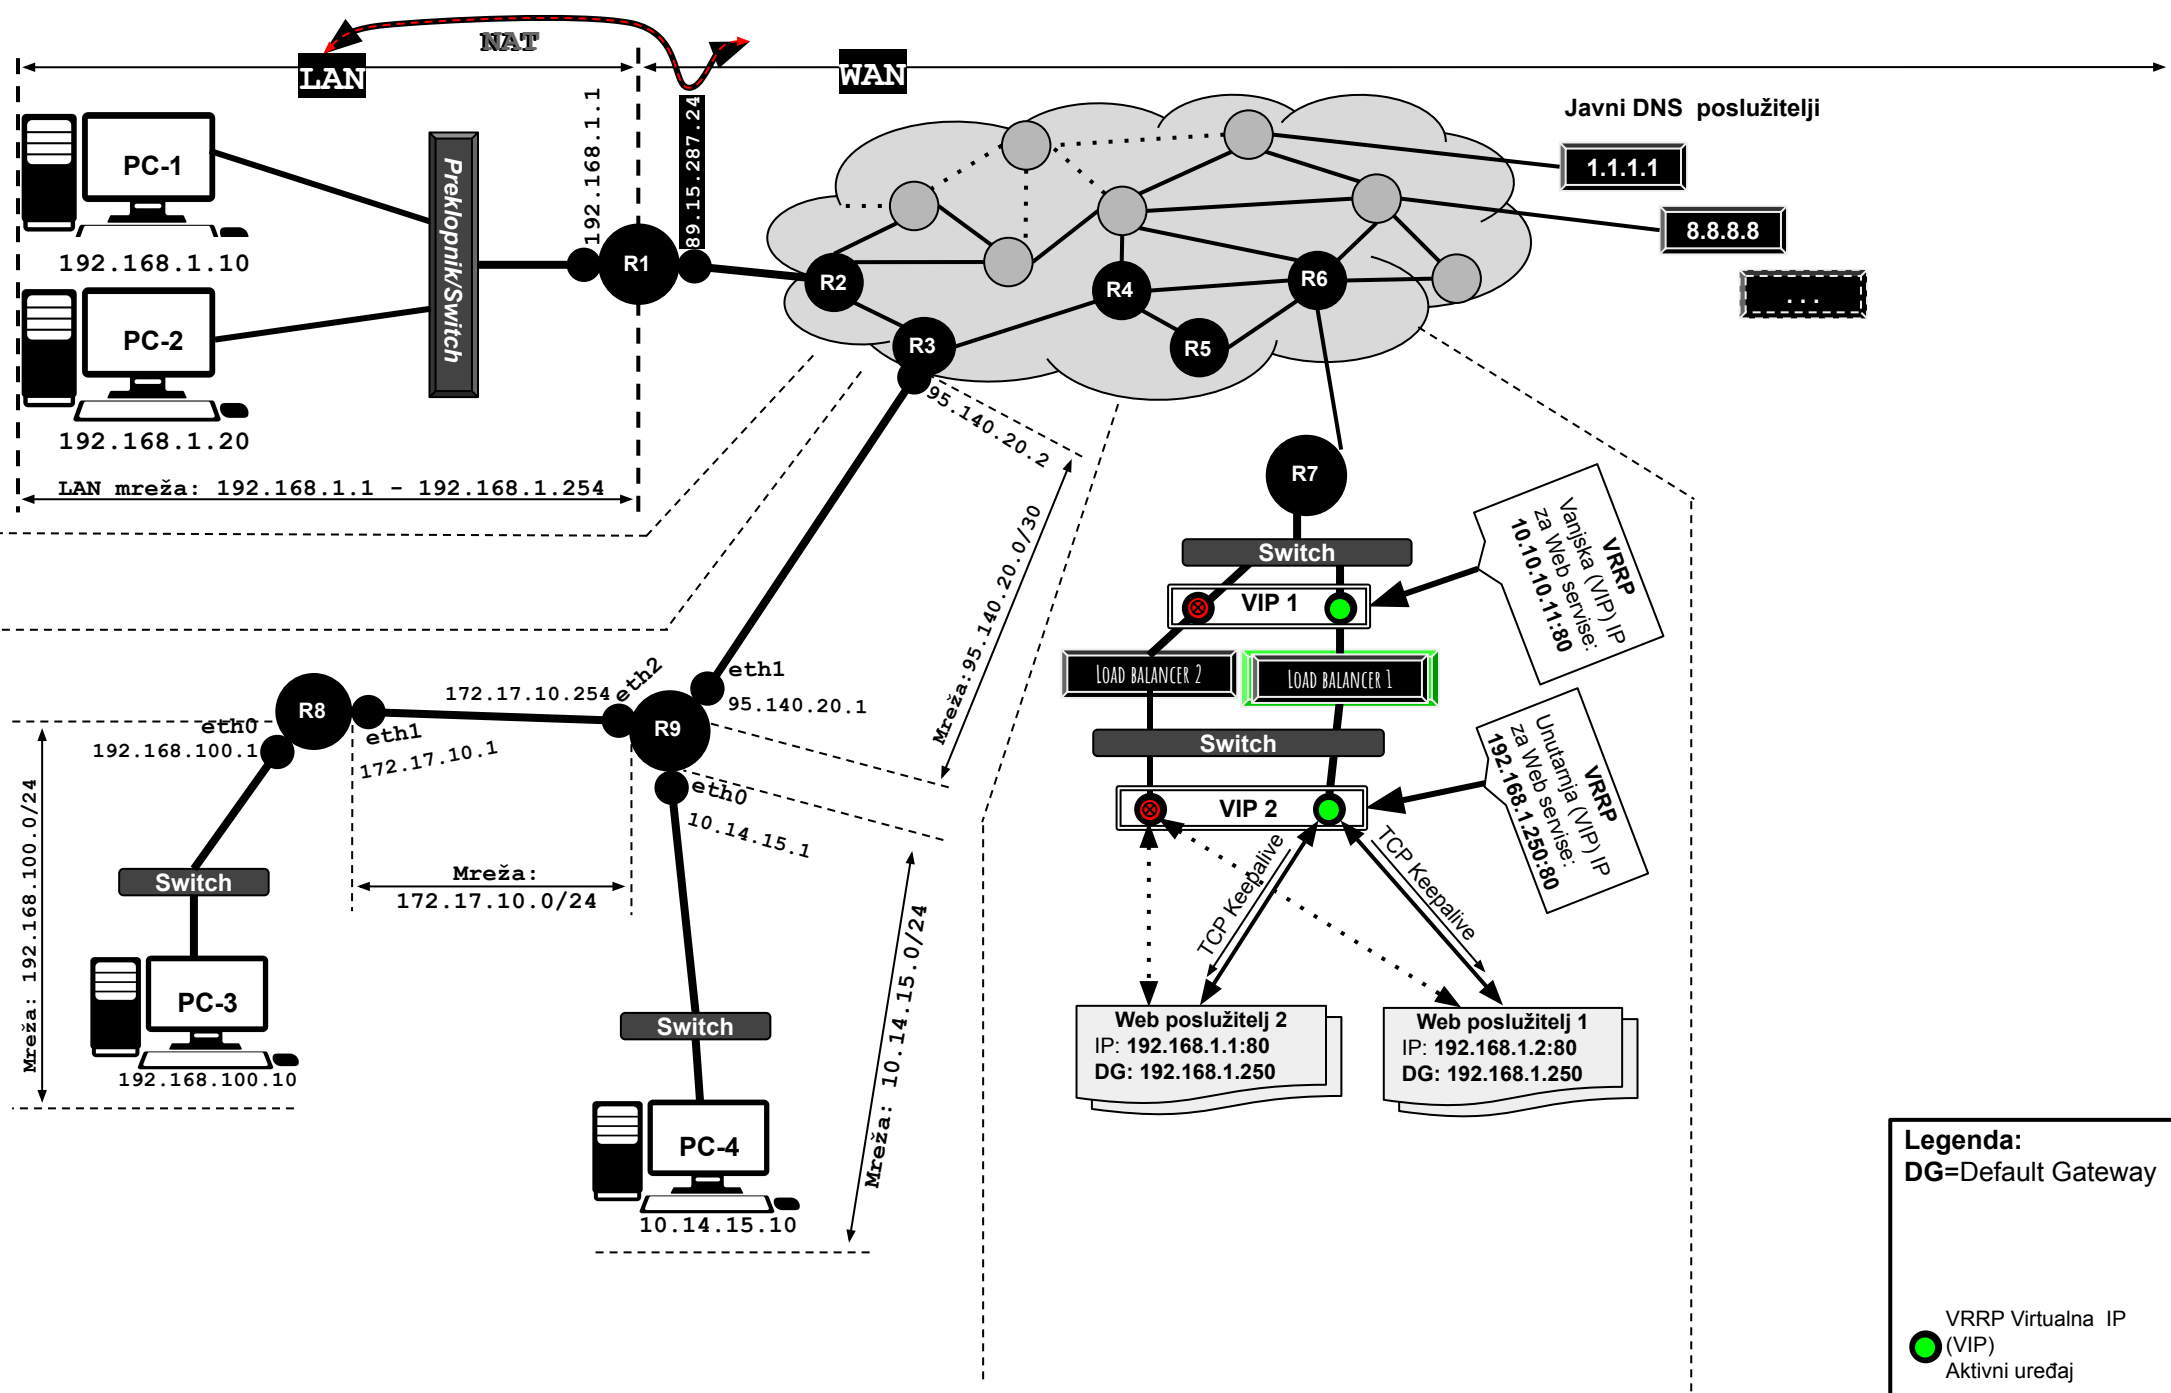 NAT
LAN
WAN
Javni DNS  poslužitelji
1.1.1.1
8.8.8.8
...
PC-1
192.168.1.10
PC-2
192.168.1.20
Preklopnik/Switch
192.168.1.1
R1
89.15.287.24
LAN mreža: 192.168.1.1 - 192.168.1.254
R2
R3
R4
R5
R6
95.140.20.2
Mreža:95.140.20.0/30
R7
Switch
VIP 1
VRRP
Vanjska (VIP) IP
za Web servise:
10.10.10.11:80
LOAD BALANCER 2
LOAD BALANCER 1
Switch
VIP 2
VRRP
Unutarnja (VIP) IP
za Web servise:
192.168.1.250:80
TCP Keepalive
TCP Keepalive
Web poslužitelj 2
IP: 192.168.1.1:80
DG: 192.168.1.250
Web poslužitelj 1
IP: 192.168.1.2:80
DG: 192.168.1.250
R8
eth0
192.168.100.1
eth1
172.17.10.1
172.17.10.254
eth2
R9
eth1
95.140.20.1
eth0
10.14.15.1
Mreža: 192.168.100.0/24
Mreža:
172.17.10.0/24
Mreža: 10.14.15.0/24
Switch
PC-3
192.168.100.10
Switch
PC-4
10.14.15.10
Legenda:
DG=Default Gateway
VRRP Virtualna  IP
(VIP)
Aktivni uređaj